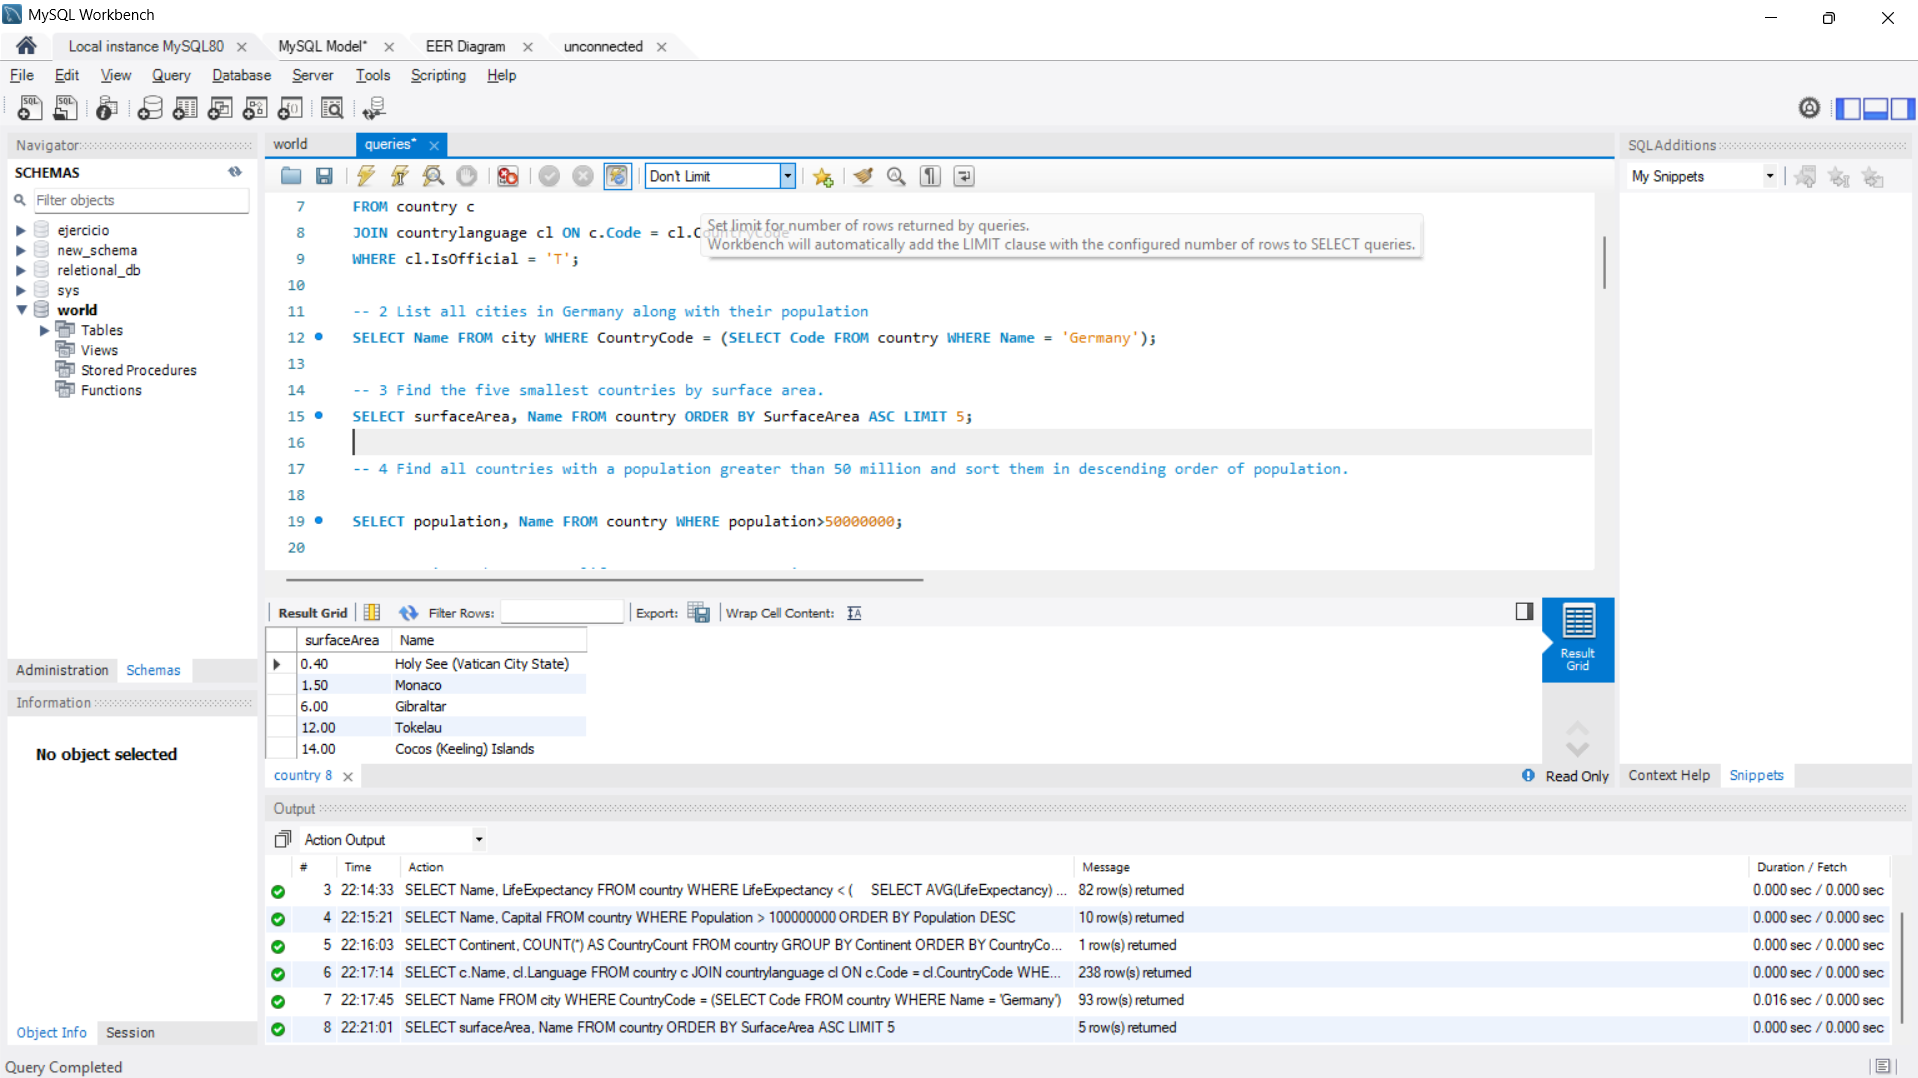 MySQL Workbench
Local instance MySQL80
MySQL Model*
EER Diagram
unconnected
File Edit View Query Database Server Tools Scripting Help
Navigator
SCHEMAS
Filter objects
ejercicio
new_schema
reletional_db
sys
world
Tables
Views
Stored Procedures
Functions
Administration Schemas
Information
No object selected
Object Info Session
Query Completed
world queries*
Don't Limit
Set limit for number of rows returned by queries.
Workbench will automatically add the LIMIT clause with the configured number of rows to SELECT queries.
7 FROM country c
8 JOIN countrylanguage cl ON c.Code = cl.CountryCode
9 WHERE cl.IsOfficial = 'T';
10
11 -- 2 List all cities in Germany along with their population
12 SELECT Name FROM city WHERE CountryCode = (SELECT Code FROM country WHERE Name = 'Germany');
13
14 -- 3 Find the five smallest countries by surface area.
15 SELECT surfaceArea, Name FROM country ORDER BY SurfaceArea ASC LIMIT 5;
16
17 -- 4 Find all countries with a population greater than 50 million and sort them in descending order of population.
18
19 SELECT population, Name FROM country WHERE population>50000000;
20
Result Grid Filter Rows: Export: Wrap Cell Content:
surfaceArea Name
0.40 Holy See (Vatican City State)
1.50 Monaco
6.00 Gibraltar
12.00 Tokelau
14.00 Cocos (Keeling) Islands
Result
Grid
country 8
Read Only
SQLAdditions
My Snippets
Context Help Snippets
Output
Action Output
# Time Action Message Duration / Fetch
3 22:14:33 SELECT Name, LifeExpectancy FROM country WHERE LifeExpectancy < ( SELECT AVG(LifeExpectancy) ... 82 row(s) returned 0.000 sec / 0.000 sec
4 22:15:21 SELECT Name, Capital FROM country WHERE Population > 100000000 ORDER BY Population DESC 10 row(s) returned 0.000 sec / 0.000 sec
5 22:16:03 SELECT Continent, COUNT(*) AS CountryCount FROM country GROUP BY Continent ORDER BY CountryCo... 1 row(s) returned 0.000 sec / 0.000 sec
6 22:17:14 SELECT c.Name, cl.Language FROM country c JOIN countrylanguage cl ON c.Code = cl.CountryCode WHE... 238 row(s) returned 0.000 sec / 0.000 sec
7 22:17:45 SELECT Name FROM city WHERE CountryCode = (SELECT Code FROM country WHERE Name = 'Germany') 93 row(s) returned 0.016 sec / 0.000 sec
8 22:21:01 SELECT surfaceArea, Name FROM country ORDER BY SurfaceArea ASC LIMIT 5 5 row(s) returned 0.000 sec / 0.000 sec